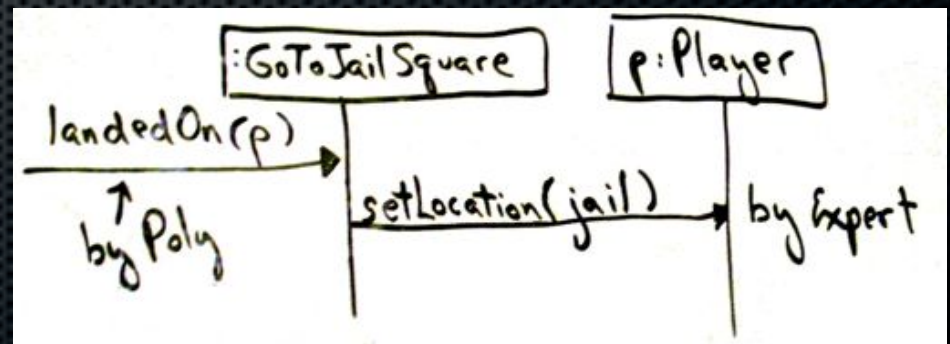 :GoToJailSquare
p:Player
landedOn(p)
by Poly
setLocation(jail)
by Expert